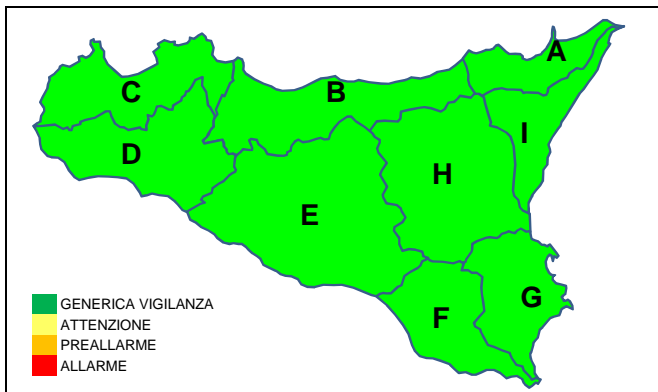 A
B
C
I
D
H
E
G
F
GENERICA VIGILANZA
ATTENZIONE
PREALLARME
ALLARME